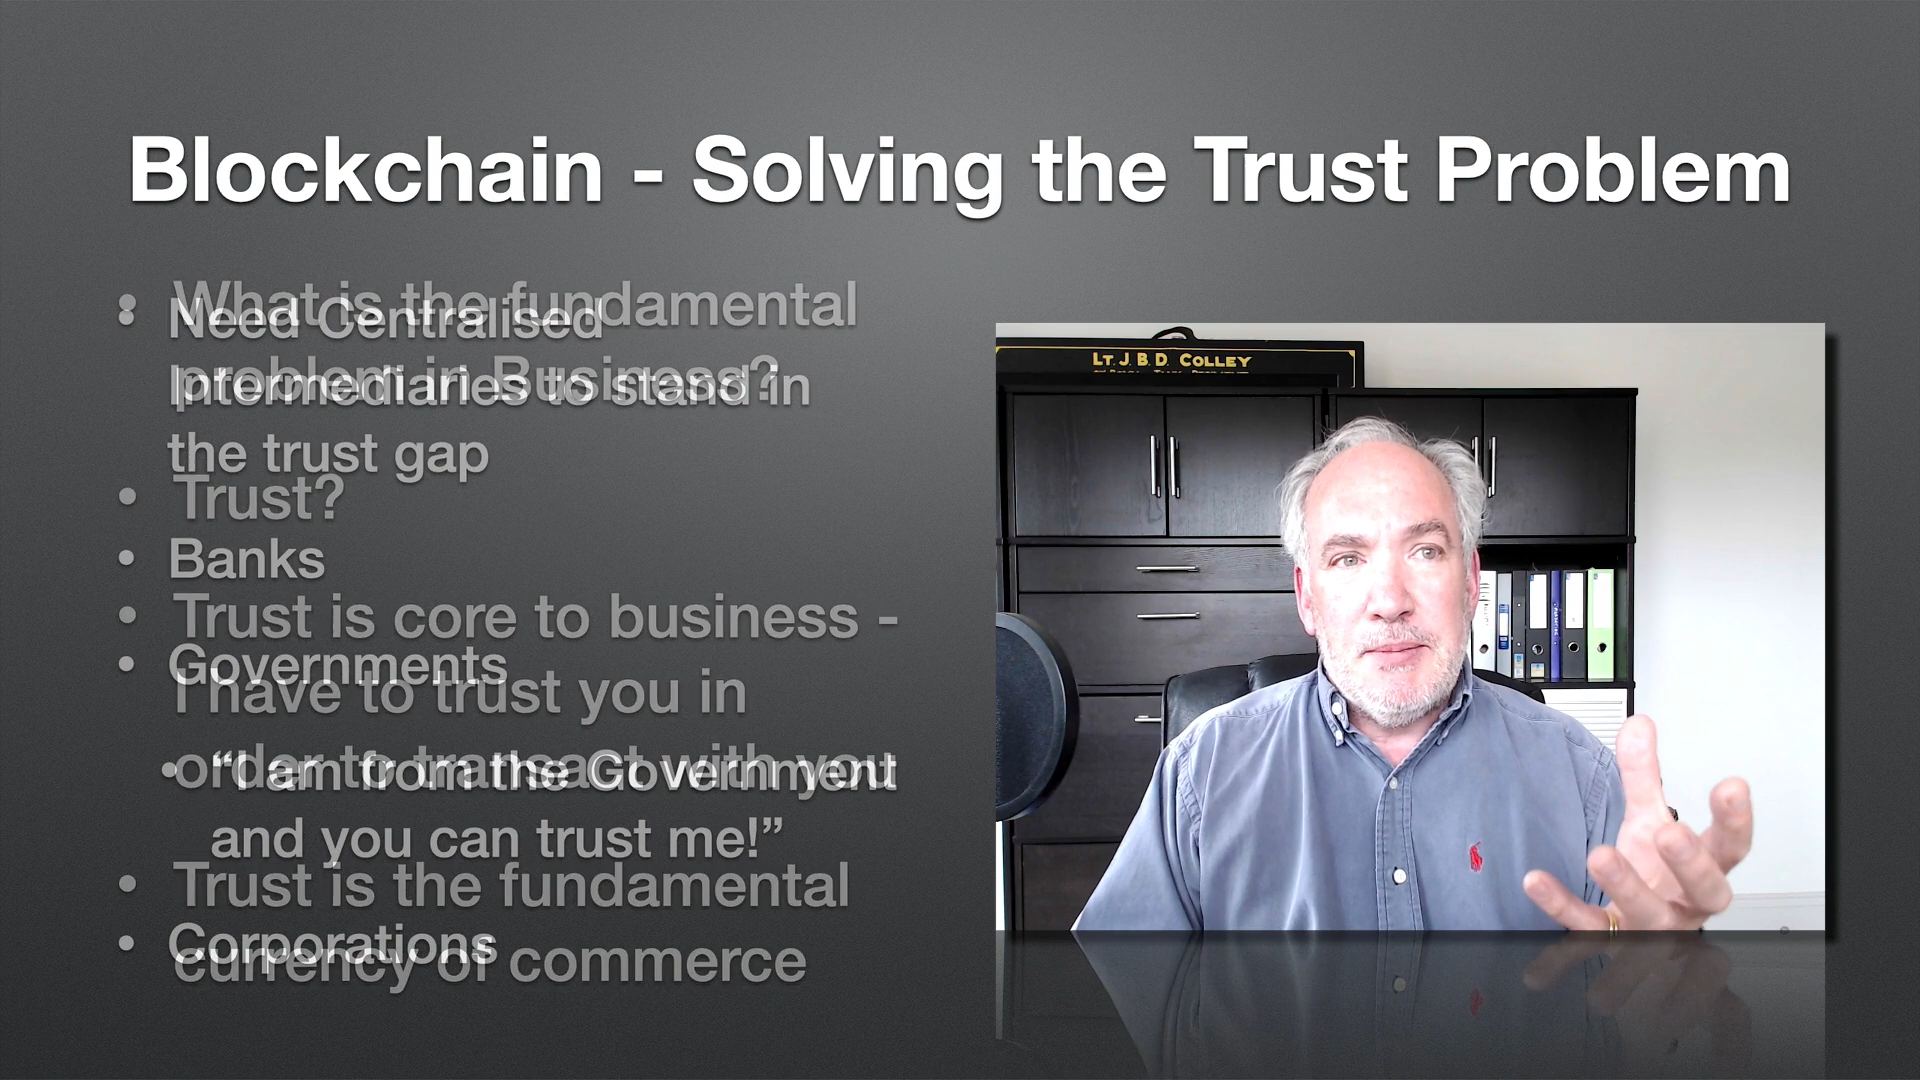 Blockchain - Solving the Trust Problem
• What is the fundamental
problem in Business?
• Trust?
• Trust is core to business -
I have to trust you in
order to transact with you
• Trust is the fundamental
currency of commerce
• Need Centralised
Intermediaries to stand in
the trust gap
• Banks
• Governments
• “I am from the Government
and you can trust me!”
• Corporations
LT. J. B. D. COLLEY